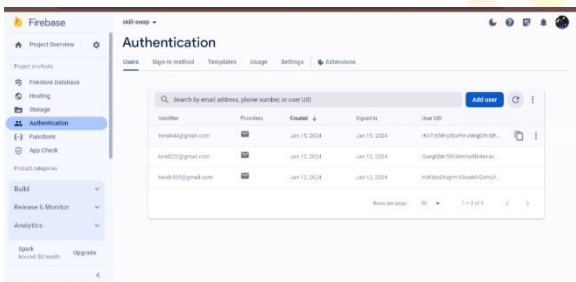 Firebase
Project Overview
Project shortcuts
Firestore Database
Hosting
Storage
Authentication
Functions
App Check
Product categories
Build
Release & Monitor
Analytics
Spark
No-cost $0/month
Upgrade
skill-swap
Authentication
Users Sign-in method Templates Usage Settings Extensions
Search by email address, phone number, or user UID
Add user
Identifier Providers Created Signed In User UID
Jan 15, 2024 Jan 15, 2024
Jan 12, 2024 Jan 12, 2024
Jan 12, 2024 Jan 12, 2024
Rows per page: 50 1 – 3 of 3